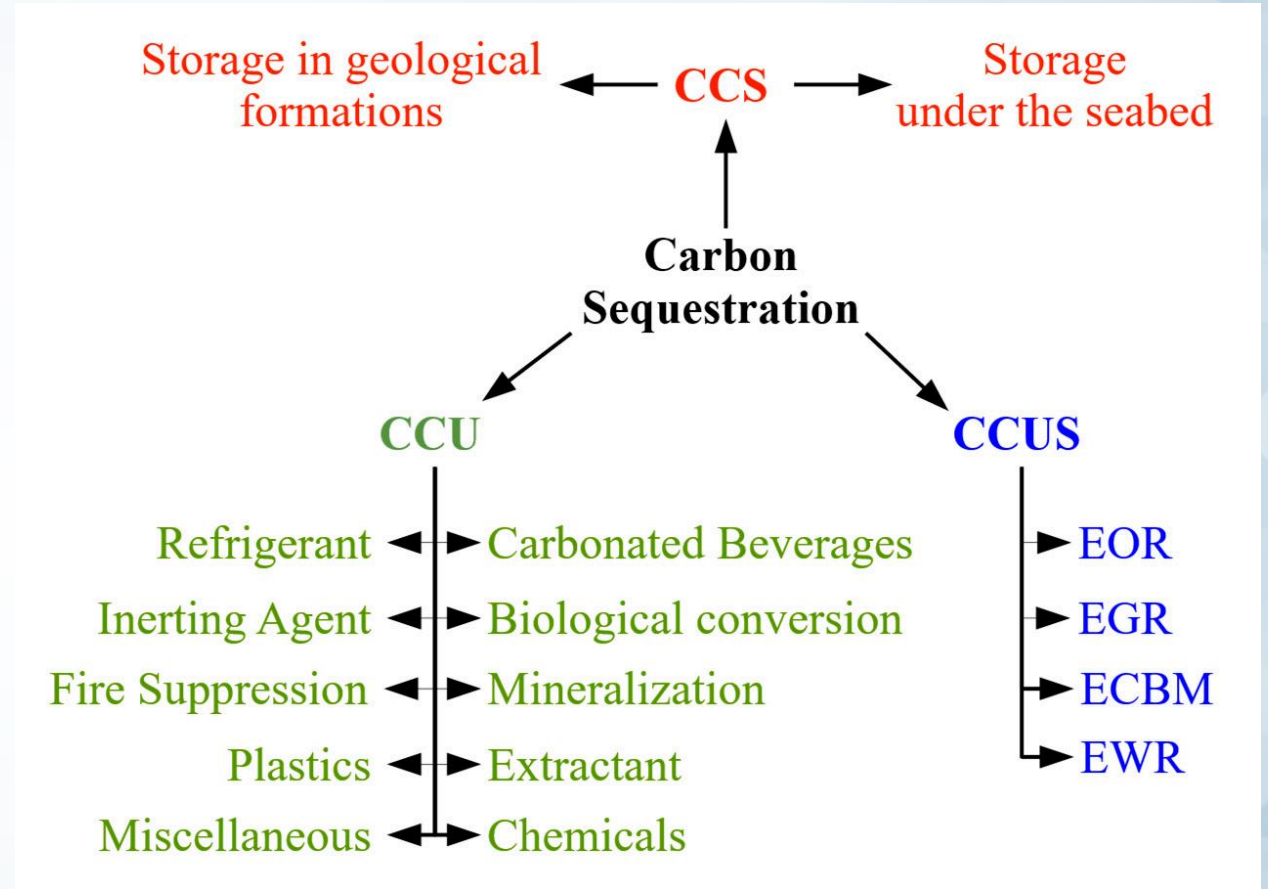 Storage in geological
formations
CCS
Storage
under the seabed
Carbon
Sequestration
CCU
CCUS
Refrigerant
Carbonated Beverages
Inerting Agent
Biological conversion
Fire Suppression
Mineralization
Plastics
Extractant
Miscellaneous
Chemicals
EOR
EGR
ECBM
EWR